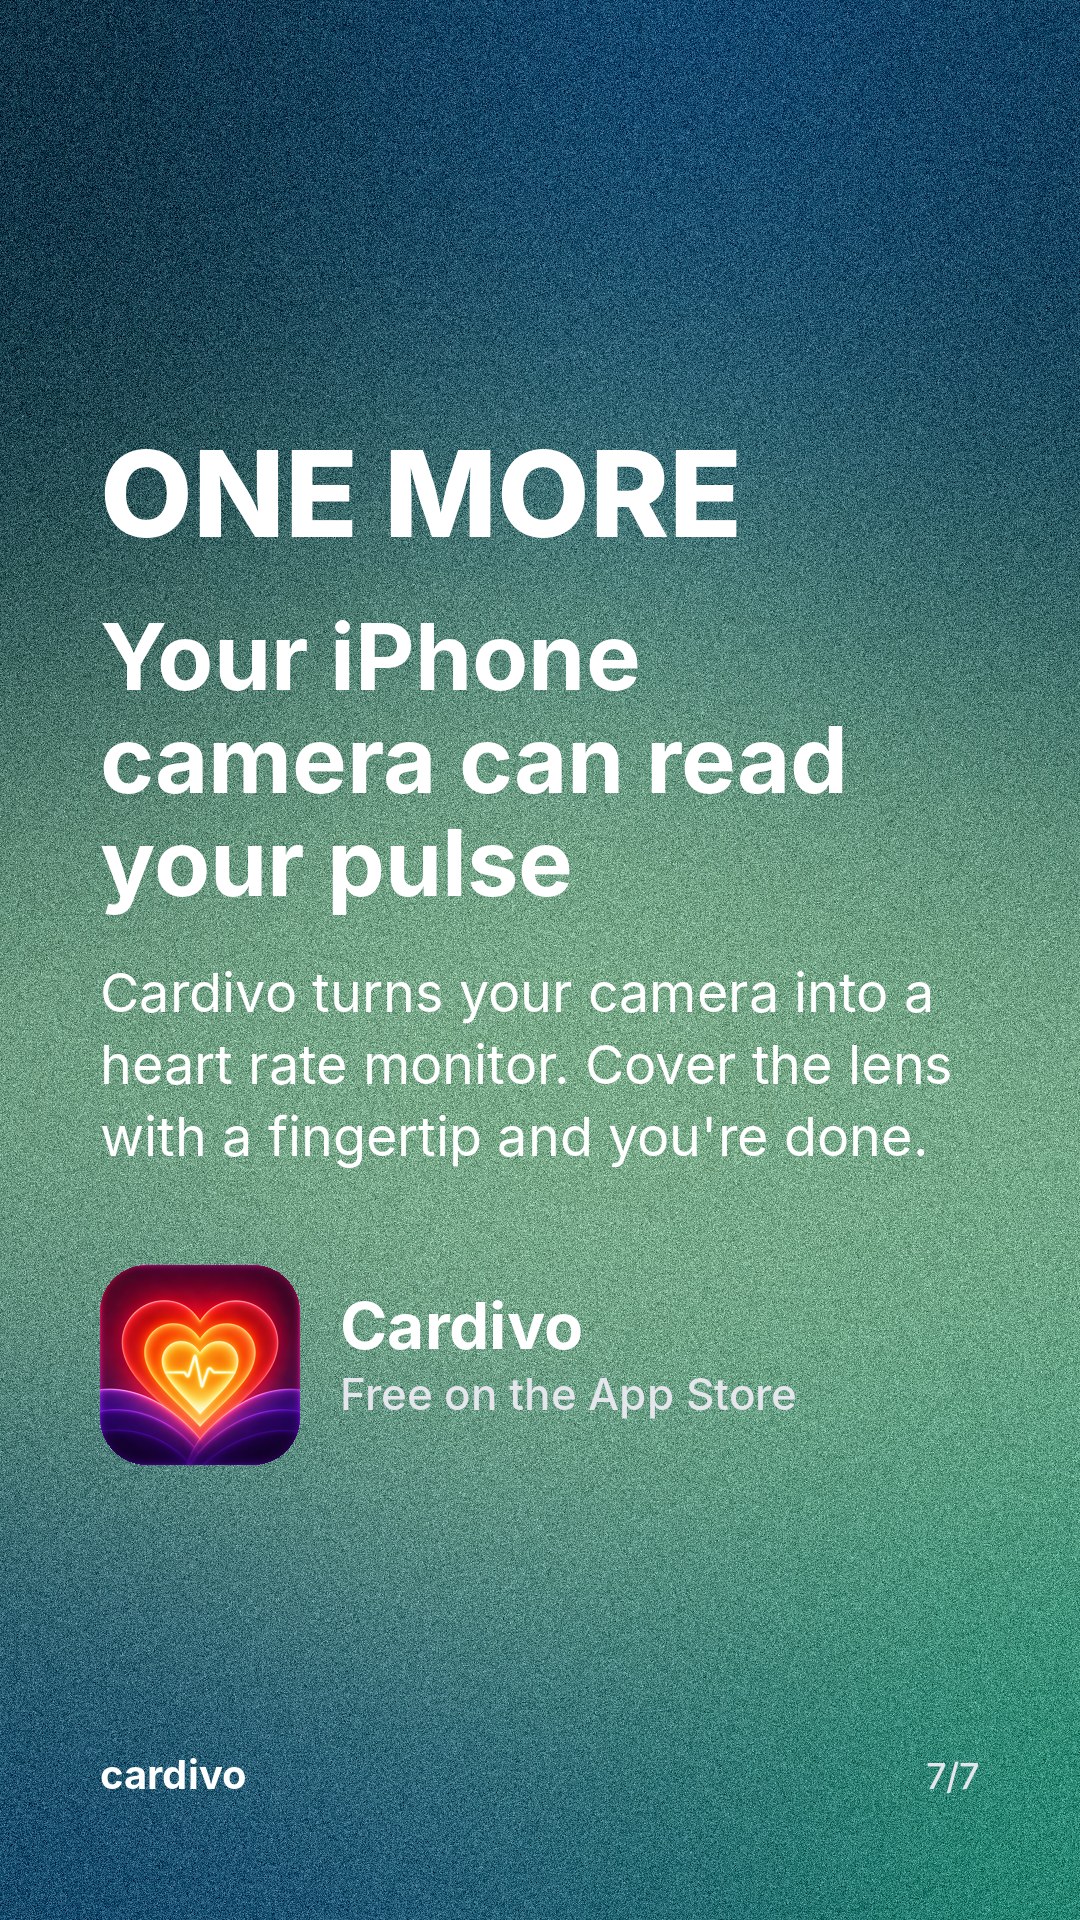 ONE MORE
Your iPhone
camera can read
your pulse
Cardivo turns your camera into a
heart rate monitor. Cover the lens
with a fingertip and you're done.
Cardivo
Free on the App Store
cardivo
7/7